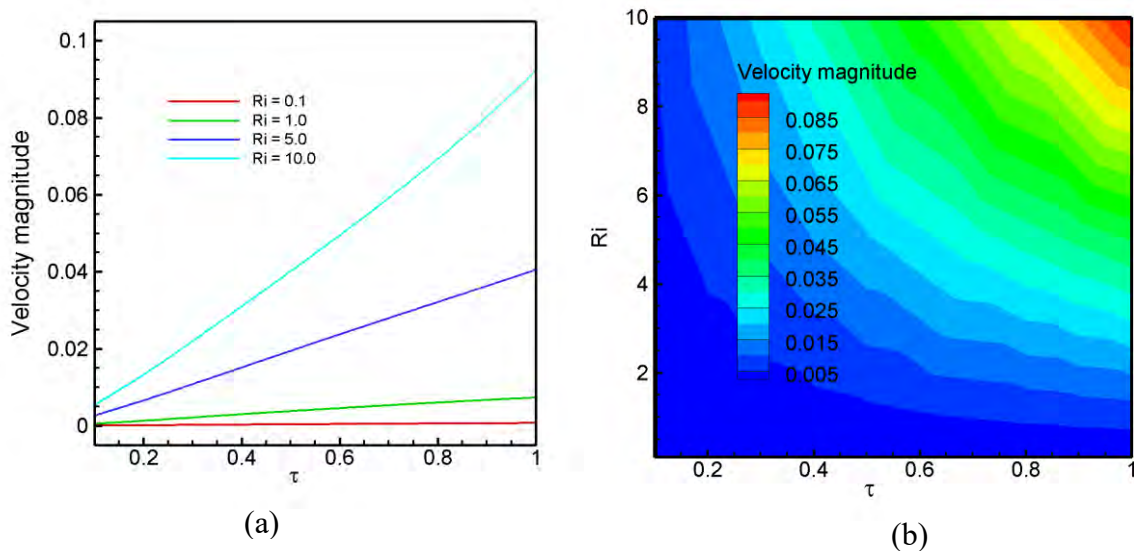 0.1
0.08
0.06
0.04
0.02
0
Velocity magnitude
Ri = 0.1
Ri = 1.0
Ri = 5.0
Ri = 10.0
0.2
0.4
0.6
0.8
1
τ
(a)
10
8
6
4
2
Ri
Velocity magnitude
0.085
0.075
0.065
0.055
0.045
0.035
0.025
0.015
0.005
0.2
0.4
0.6
0.8
1
τ
(b)